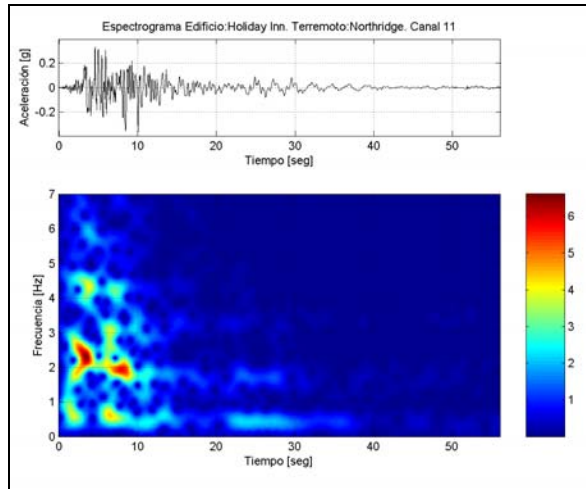 Espectrograma Edificio:Holiday Inn. Terremoto:Northridge. Canal 11
Aceleración [g]
0.2
0
-0.2
0 10 20 30 40 50
Tiempo [seg]
Frecuencia [Hz]
7
6
5
4
3
2
1
0
0 10 20 30 40 50
Tiempo [seg]
6
5
4
3
2
1